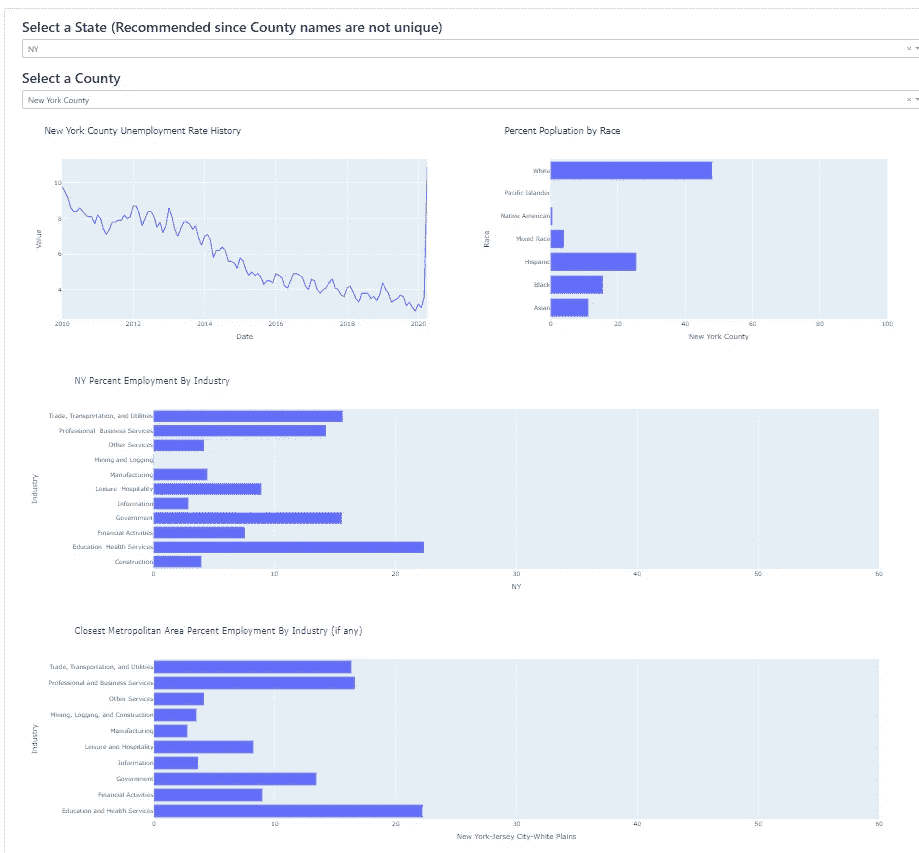 Select a State (Recommended since County names are not unique)
NY
Select a County
New York County
New York County Unemployment Rate History
Value
10
8
6
4
2010 2012 2014 2016 2018 2020
Date
Percent Popluation by Race
Race
White
Pacific Islander
Native American
Mixed Race
Hispanic
Black
Asian
0 20 40 60 80 100
New York County
NY Percent Employment By Industry
Industry
Trade, Transportation, and Utilities
Professional Business Services
Other Services
Mining and Logging
Manufacturing
Leisure Hospitality
Information
Government
Financial Activities
Education Health Services
Construction
0 10 20 30 40 50 60
NY
Closest Metropolitan Area Percent Employment By Industry (if any)
Industry
Trade, Transportation, and Utilities
Professional and Business Services
Other Services
Mining, Logging, and Construction
Manufacturing
Leisure and Hospitality
Information
Government
Financial Activities
Education and Health Services
0 10 20 30 40 50 60
New York-Jersey City-White Plains